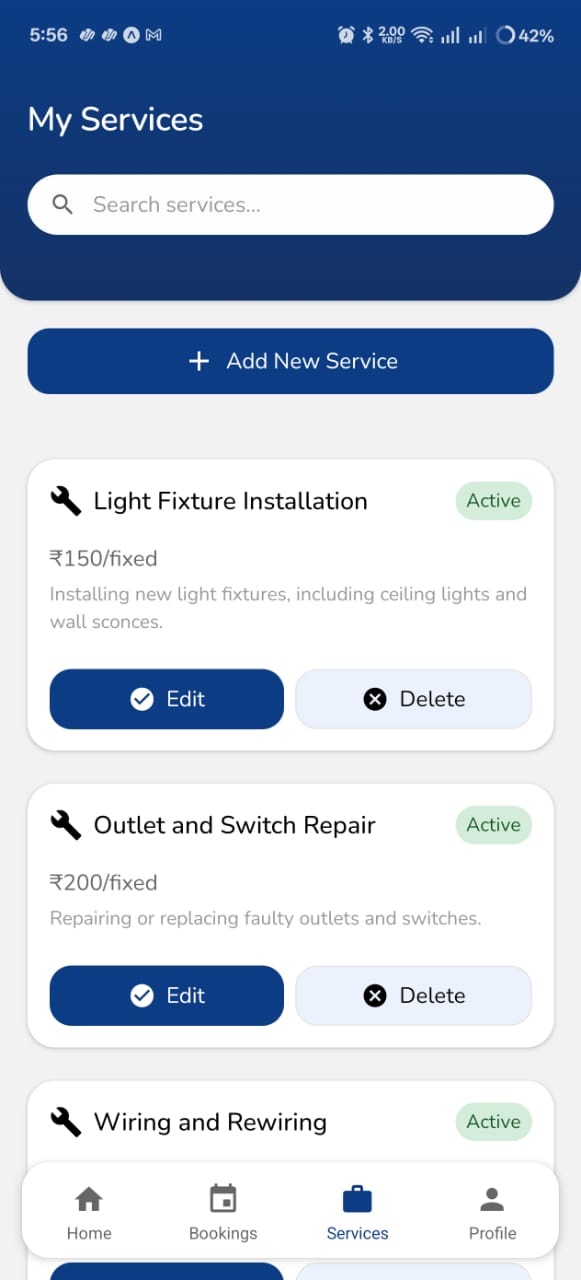 5:56 2.00 KB/S 42%
My Services
Search services...
Add New Service
Light Fixture Installation Active
₹150/fixed
Installing new light fixtures, including ceiling lights and
wall sconces.
Edit Delete
Outlet and Switch Repair Active
₹200/fixed
Repairing or replacing faulty outlets and switches.
Edit Delete
Wiring and Rewiring Active
Home Bookings Services Profile